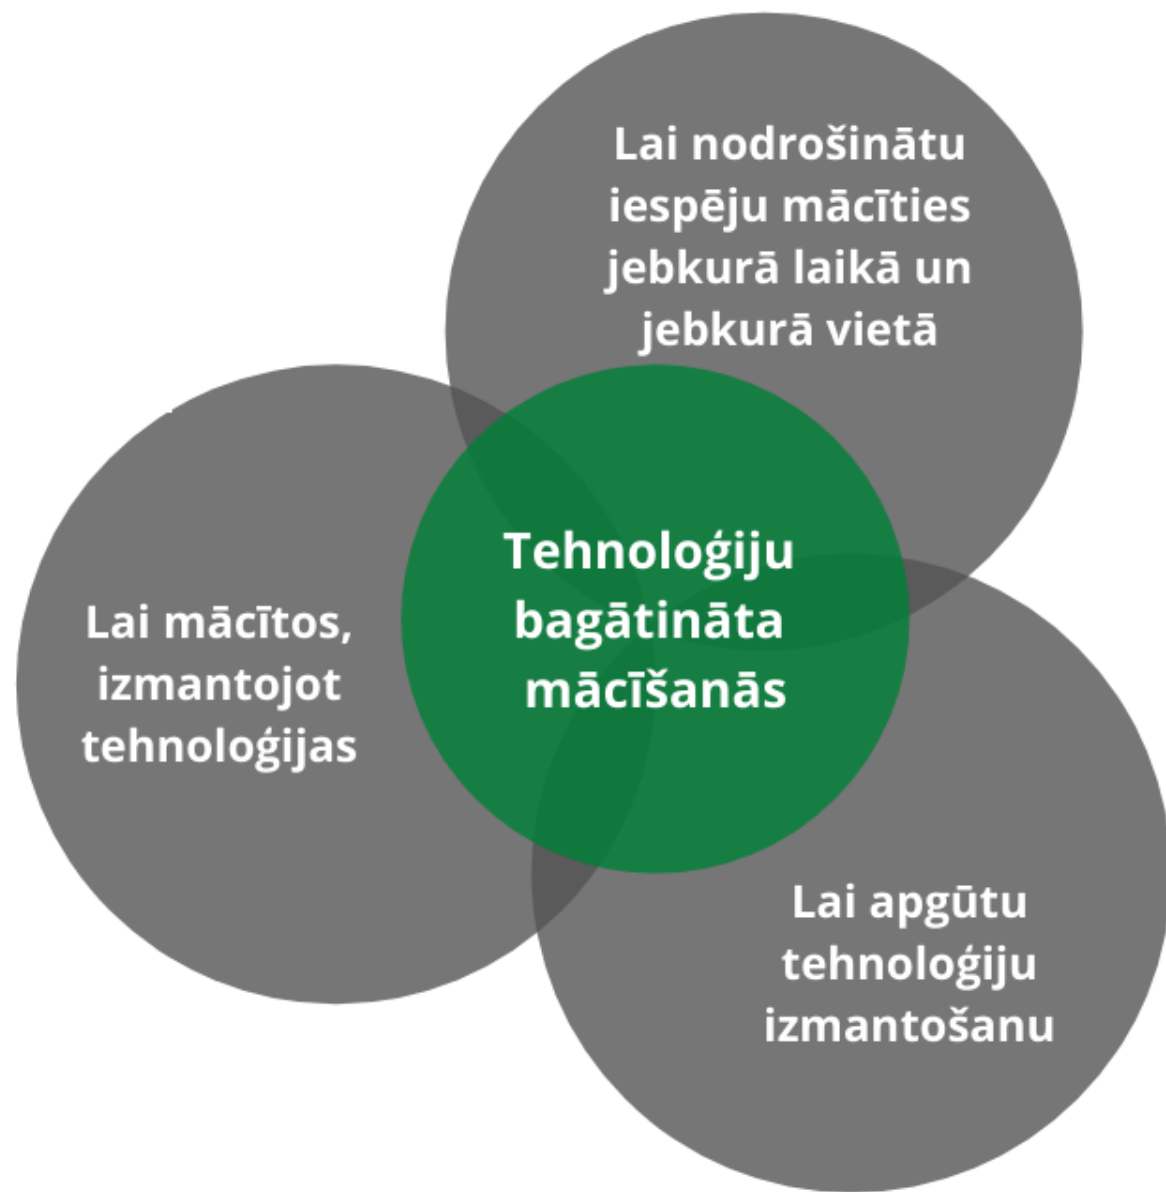 Lai nodrošinātu
iespēju mācīties
jebkurā laikā un
jebkurā vietā
Tehnoloģiju
bagātināta
mācīšanās
Lai mācītos,
izmantojot
tehnoloģijas
Lai apgūtu
tehnoloģiju
izmantošanu